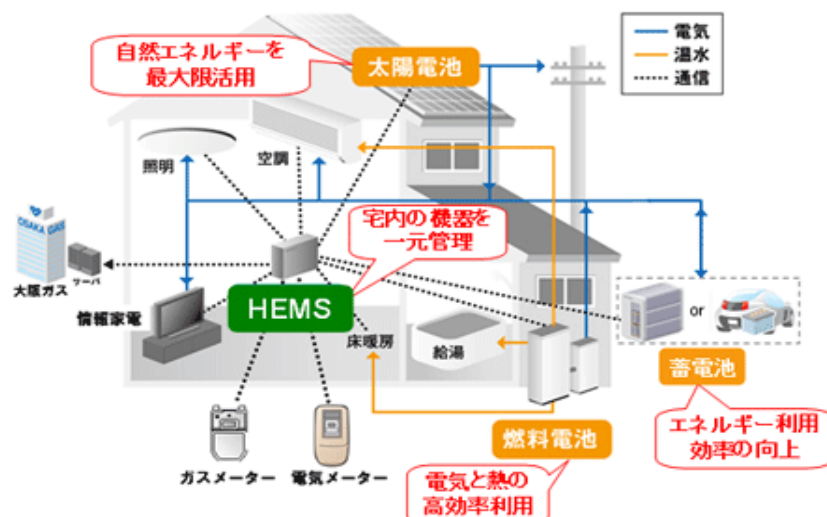 自然エネルギーを
最大限活用
太陽電池
電気
温水
通信
照明
空調
宅内の機器を
一元管理
OSAKA GAS
サーバ
大阪ガス
情報家電
HEMS
床暖房
給湯
or
蓄電池
エネルギー利用
効率の向上
燃料電池
ガスメーター
電気メーター
電気と熱の
高効率利用